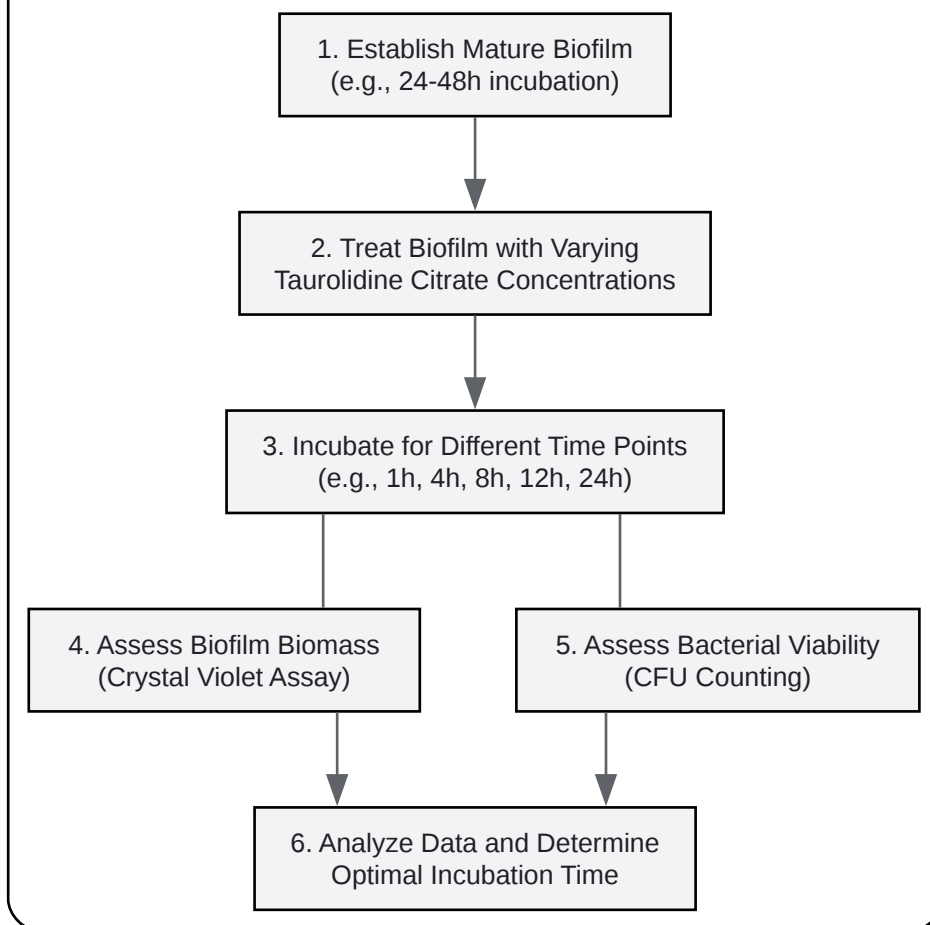 1. Establish Mature Biofilm
(e.g., 24-48h incubation)
2. Treat Biofilm with Varying
Taurolidine Citrate Concentrations
3. Incubate for Different Time Points
(e.g., 1h, 4h, 8h, 12h, 24h)
4. Assess Biofilm Biomass
(Crystal Violet Assay)
5. Assess Bacterial Viability
(CFU Counting)
6. Analyze Data and Determine
Optimal Incubation Time